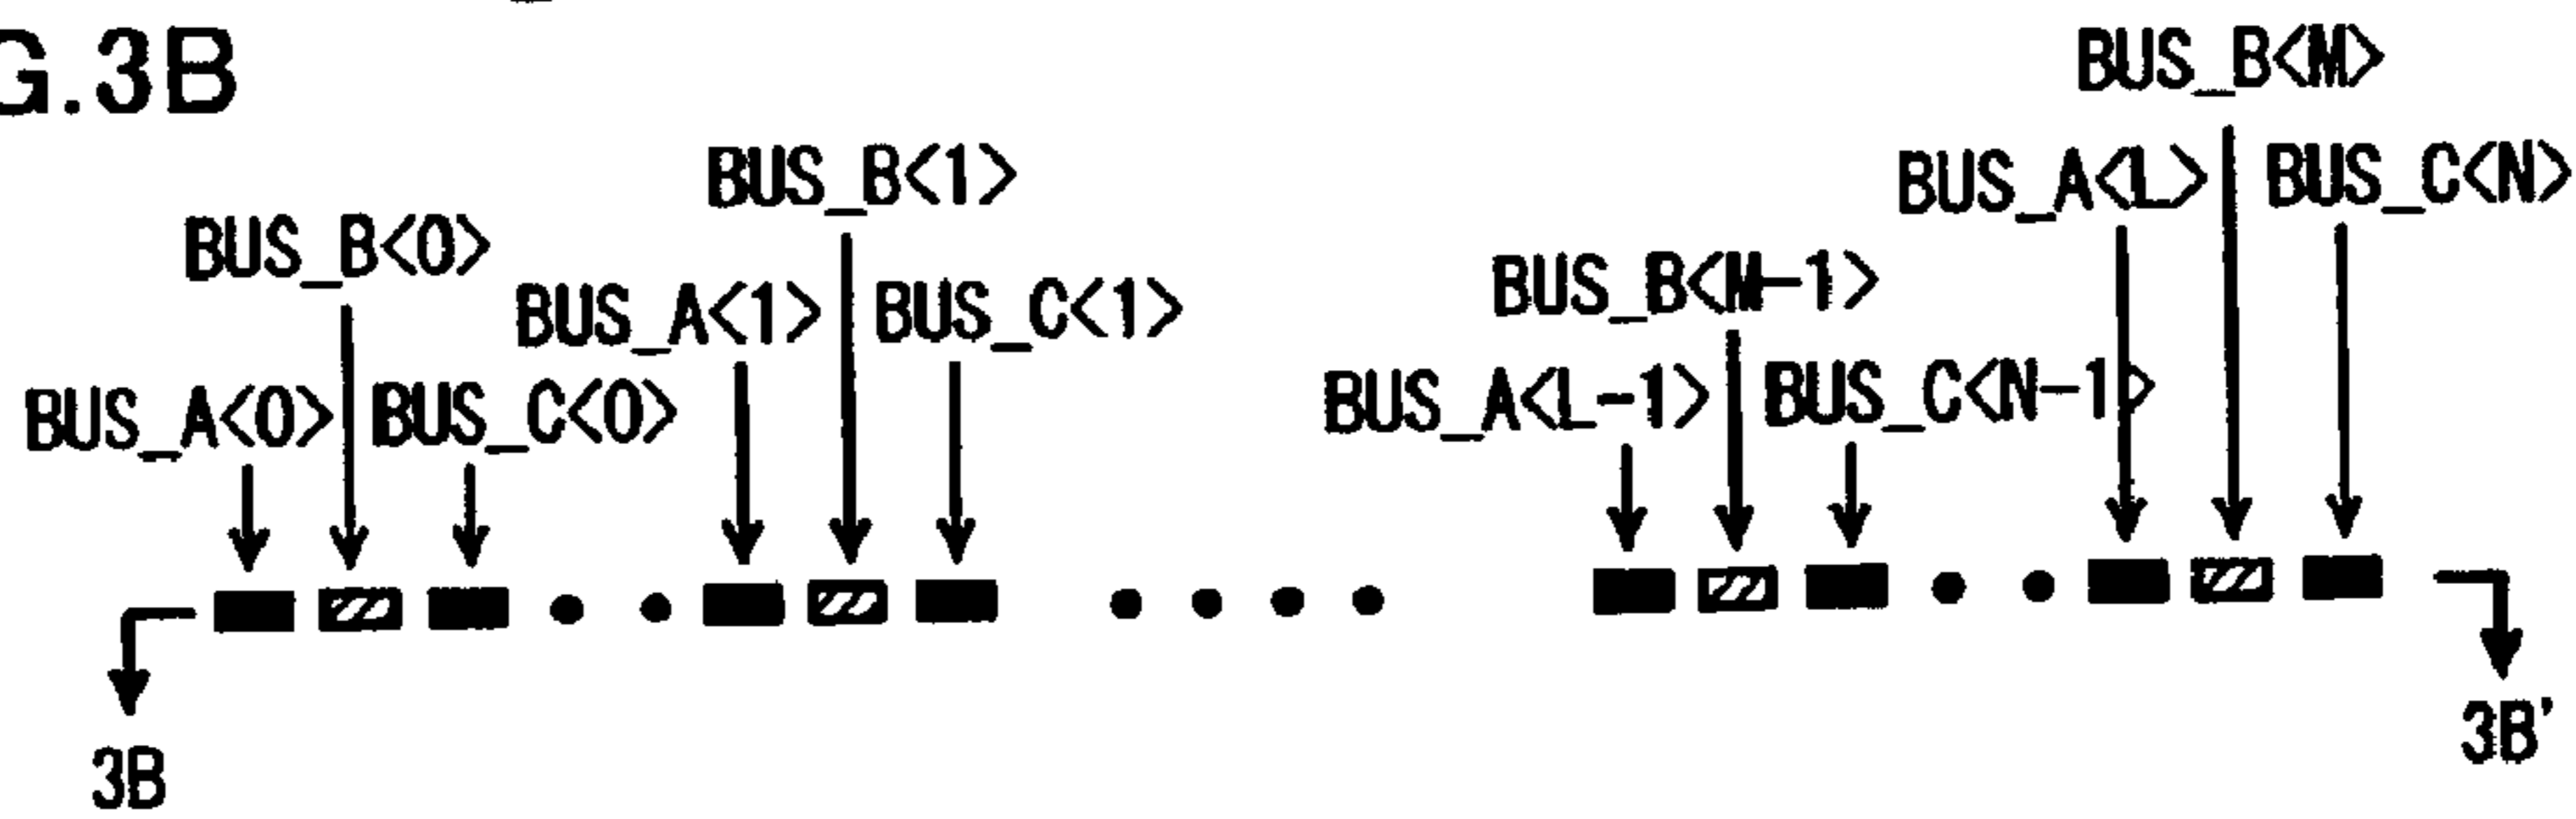 G.3B
BUS_B<M>
BUS_B<1>
BUS_A<L>
BUS_C<N>
BUS_B<0>
BUS_B<M-1>
BUS_A<1>
BUS_C<1>
BUS_A<0>
BUS_C<0>
BUS_A<L-1>
BUS_C<N-1>
3B
3B'